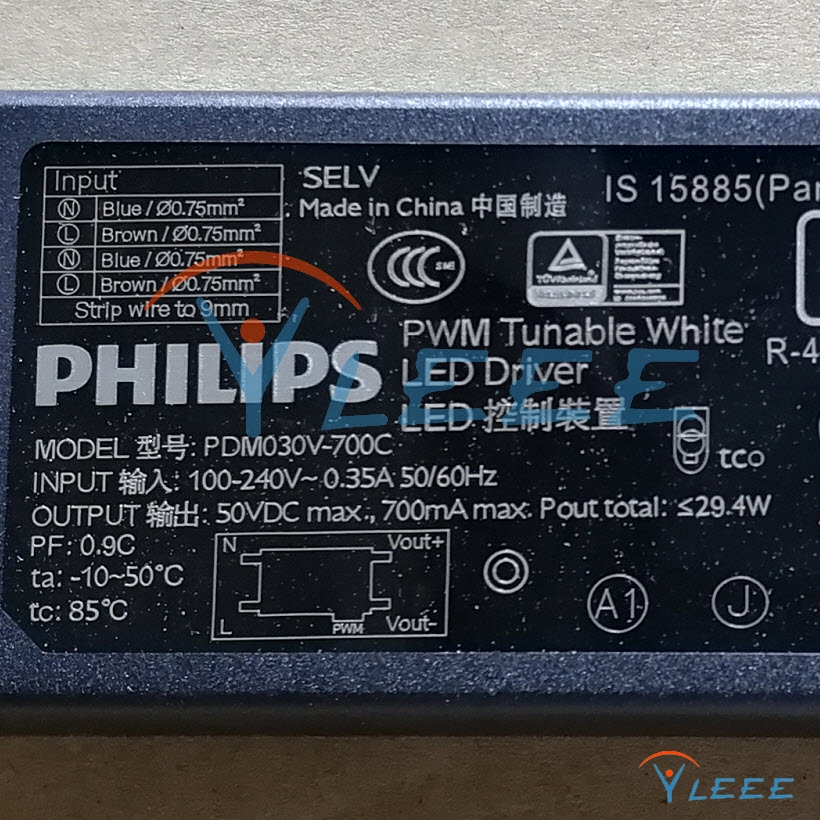 Input
N Blue / Ø0.75mm²
L Brown / Ø0.75mm²
N Blue / Ø0.75mm²
L Brown / Ø0.75mm²
Strip wire to 9mm
SELV
Made in China 中国制造
IS 15885(Par
TÜVRheinland
R-4
PHILIPS
PWM Tunable White
LED Driver
LED 控制裝置
YLEEE
MODEL 型号: PDM030V-700C
INPUT 输入: 100-240V~ 0.35A 50/60Hz
OUTPUT 输出: 50VDC max., 700mA max. Pout total: ≤29.4W
PF: 0.9C
ta: -10~50℃
tc: 85℃
N Vout+
L PWM Vout-
tco
A1
J
YLEEE